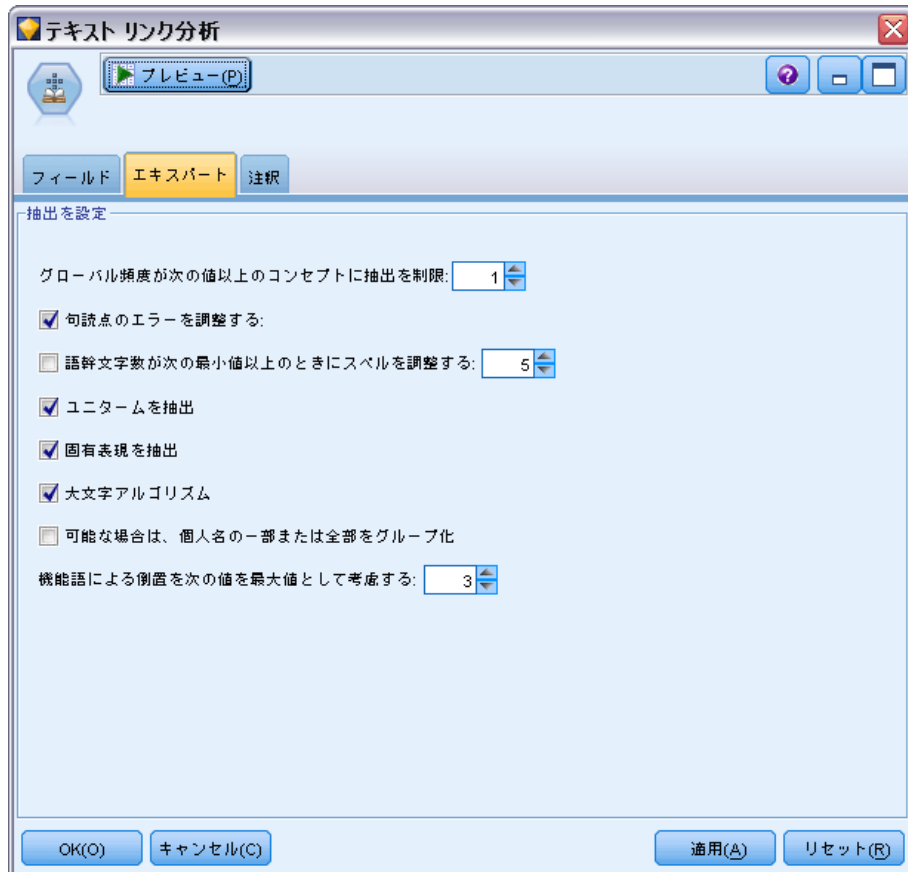 テキスト リンク分析
プレビュー(P)
フィールド エキスパート 注釈
抽出を設定
グローバル頻度が次の値以上のコンセプトに抽出を制限: 1
句読点のエラーを調整する:
語幹文字数が次の最小値以上のときにスペルを調整する: 5
ユニタームを抽出
固有表現を抽出
大文字アルゴリズム
可能な場合は、個人名の一部または全部をグループ化
機能語による倒置を次の値を最大値として考慮する: 3
OK(O) キャンセル(C) 適用(A) リセット(R)